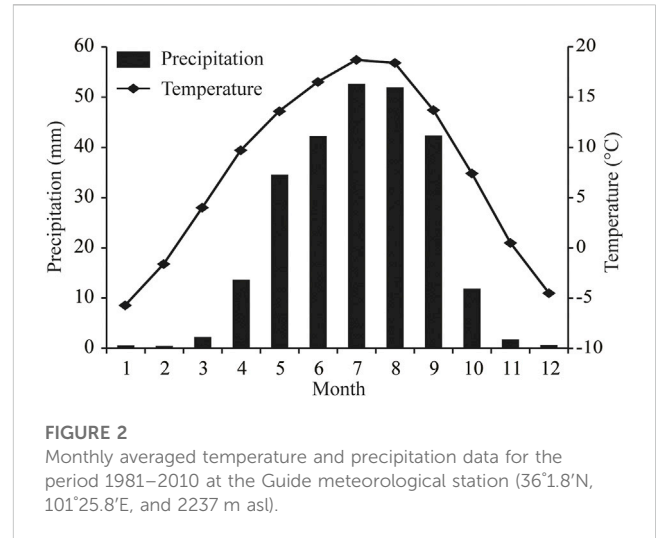 Precipitation
Temperature
Precipitation (mm)
60
50
40
30
20
10
0
Temperature (°C)
20
15
10
5
0
-5
-10
1 2 3 4 5 6 7 8 9 10 11 12
Month
FIGURE 2
Monthly averaged temperature and precipitation data for the
period 1981–2010 at the Guide meteorological station (36°1.8′N,
101°25.8′E, and 2237 m asl).